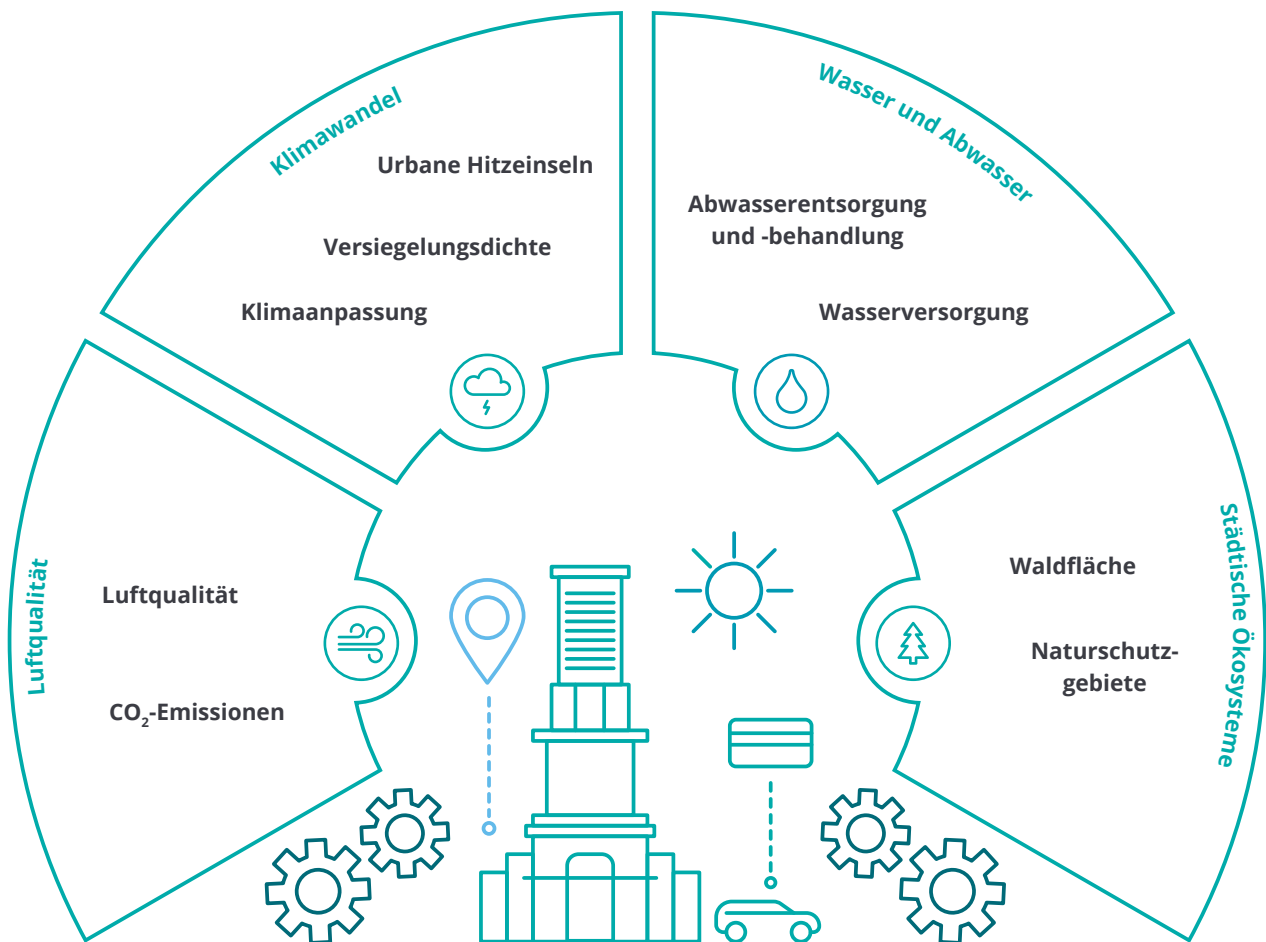 Klimawandel
Urbane Hitzeinseln
Versiegelungsdichte
Klimaanpassung
Wasser und Abwasser
Abwasserentsorgung
und -behandlung
Wasserversorgung
Luftqualität
Luftqualität
CO₂-Emissionen
Städtische Ökosysteme
Waldfläche
Naturschutz-
gebiete